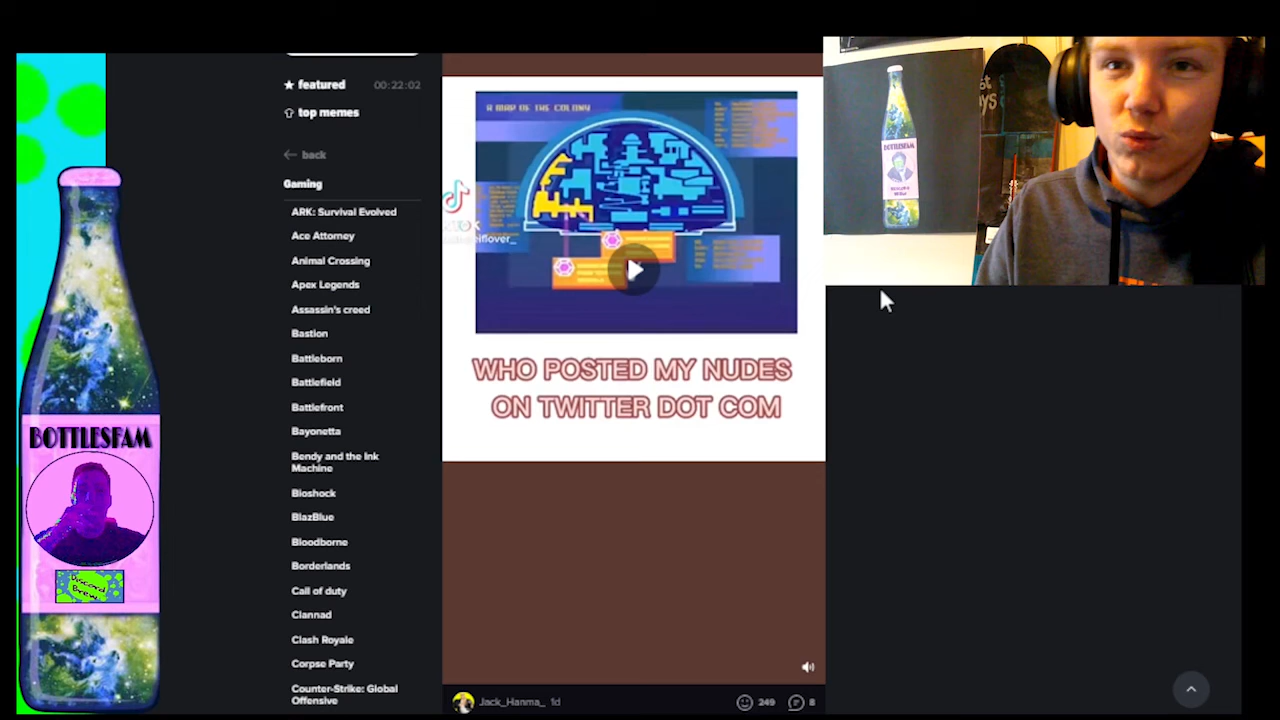 featured 00:22:02
top memes
back
Gaming
ARK: Survival Evolved
Ace Attorney
Animal Crossing
Apex Legends
Assassin's creed
Bastion
Battleborn
Battlefield
Battlefront
Bayonetta
Bendy and the Ink
Machine
Bioshock
BlazBlue
Bloodborne
Borderlands
Call of duty
Clannad
Clash Royale
Corpse Party
Counter-Strike: Global
Offensive
BOTTLESFAM
Discord
Brew
A MAP OF THE COLONY
WHO POSTED MY NUDES
ON TWITTER DOT COM
Jack_Hanma_ 1d
249
8
BOTTLESFAM